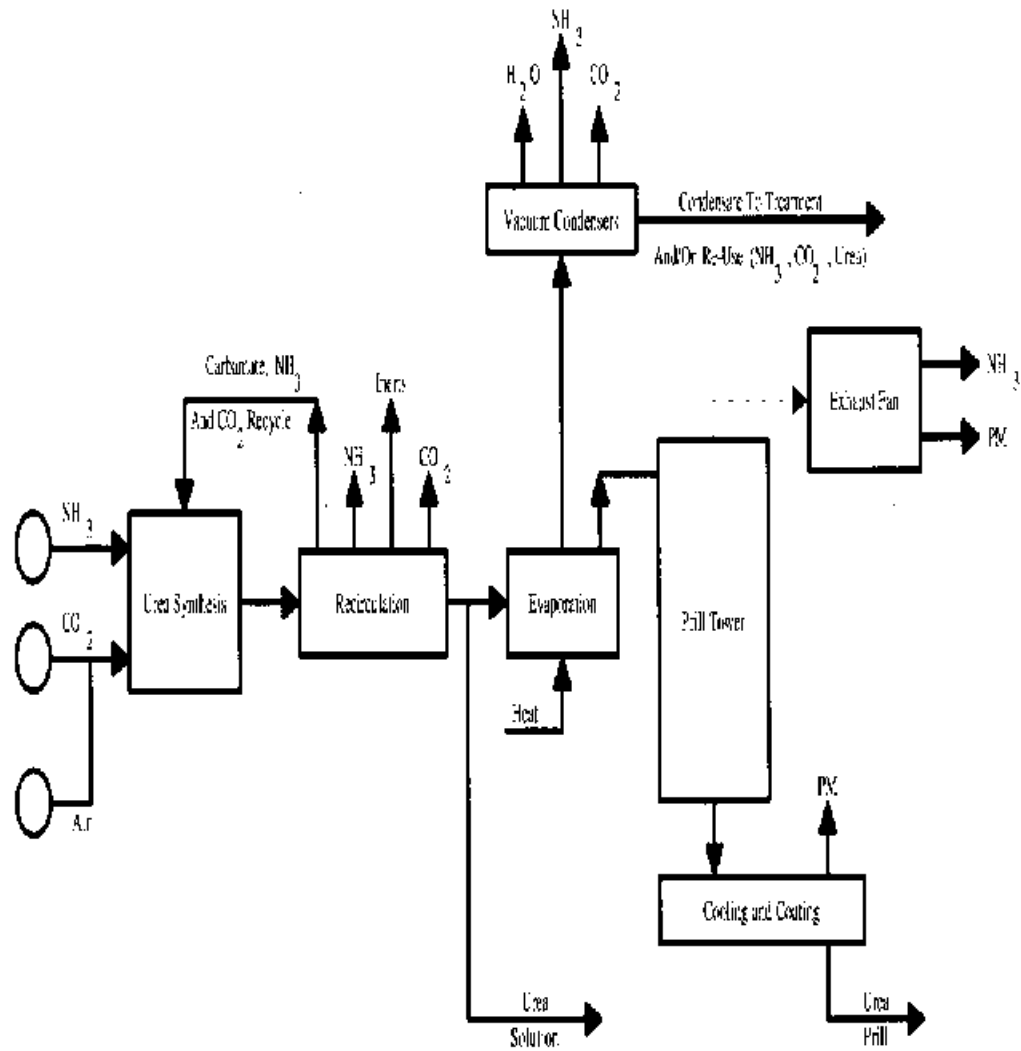 NH3
H2O
CO2
Vacuum Condensers
Condensate To Treatment
And/Or Re-Use (NH3, CO2, Urea)
Carbamate, NH3
And CO2 Recycle
Inerts
NH3
CO2
Exhaust Fan
NH3
PM
NH3
CO2
Air
Urea Synthesis
Recirculation
Evaporation
Prill Tower
Heat
PM
Cooling and Coating
Urea
Solution
Urea
Prill